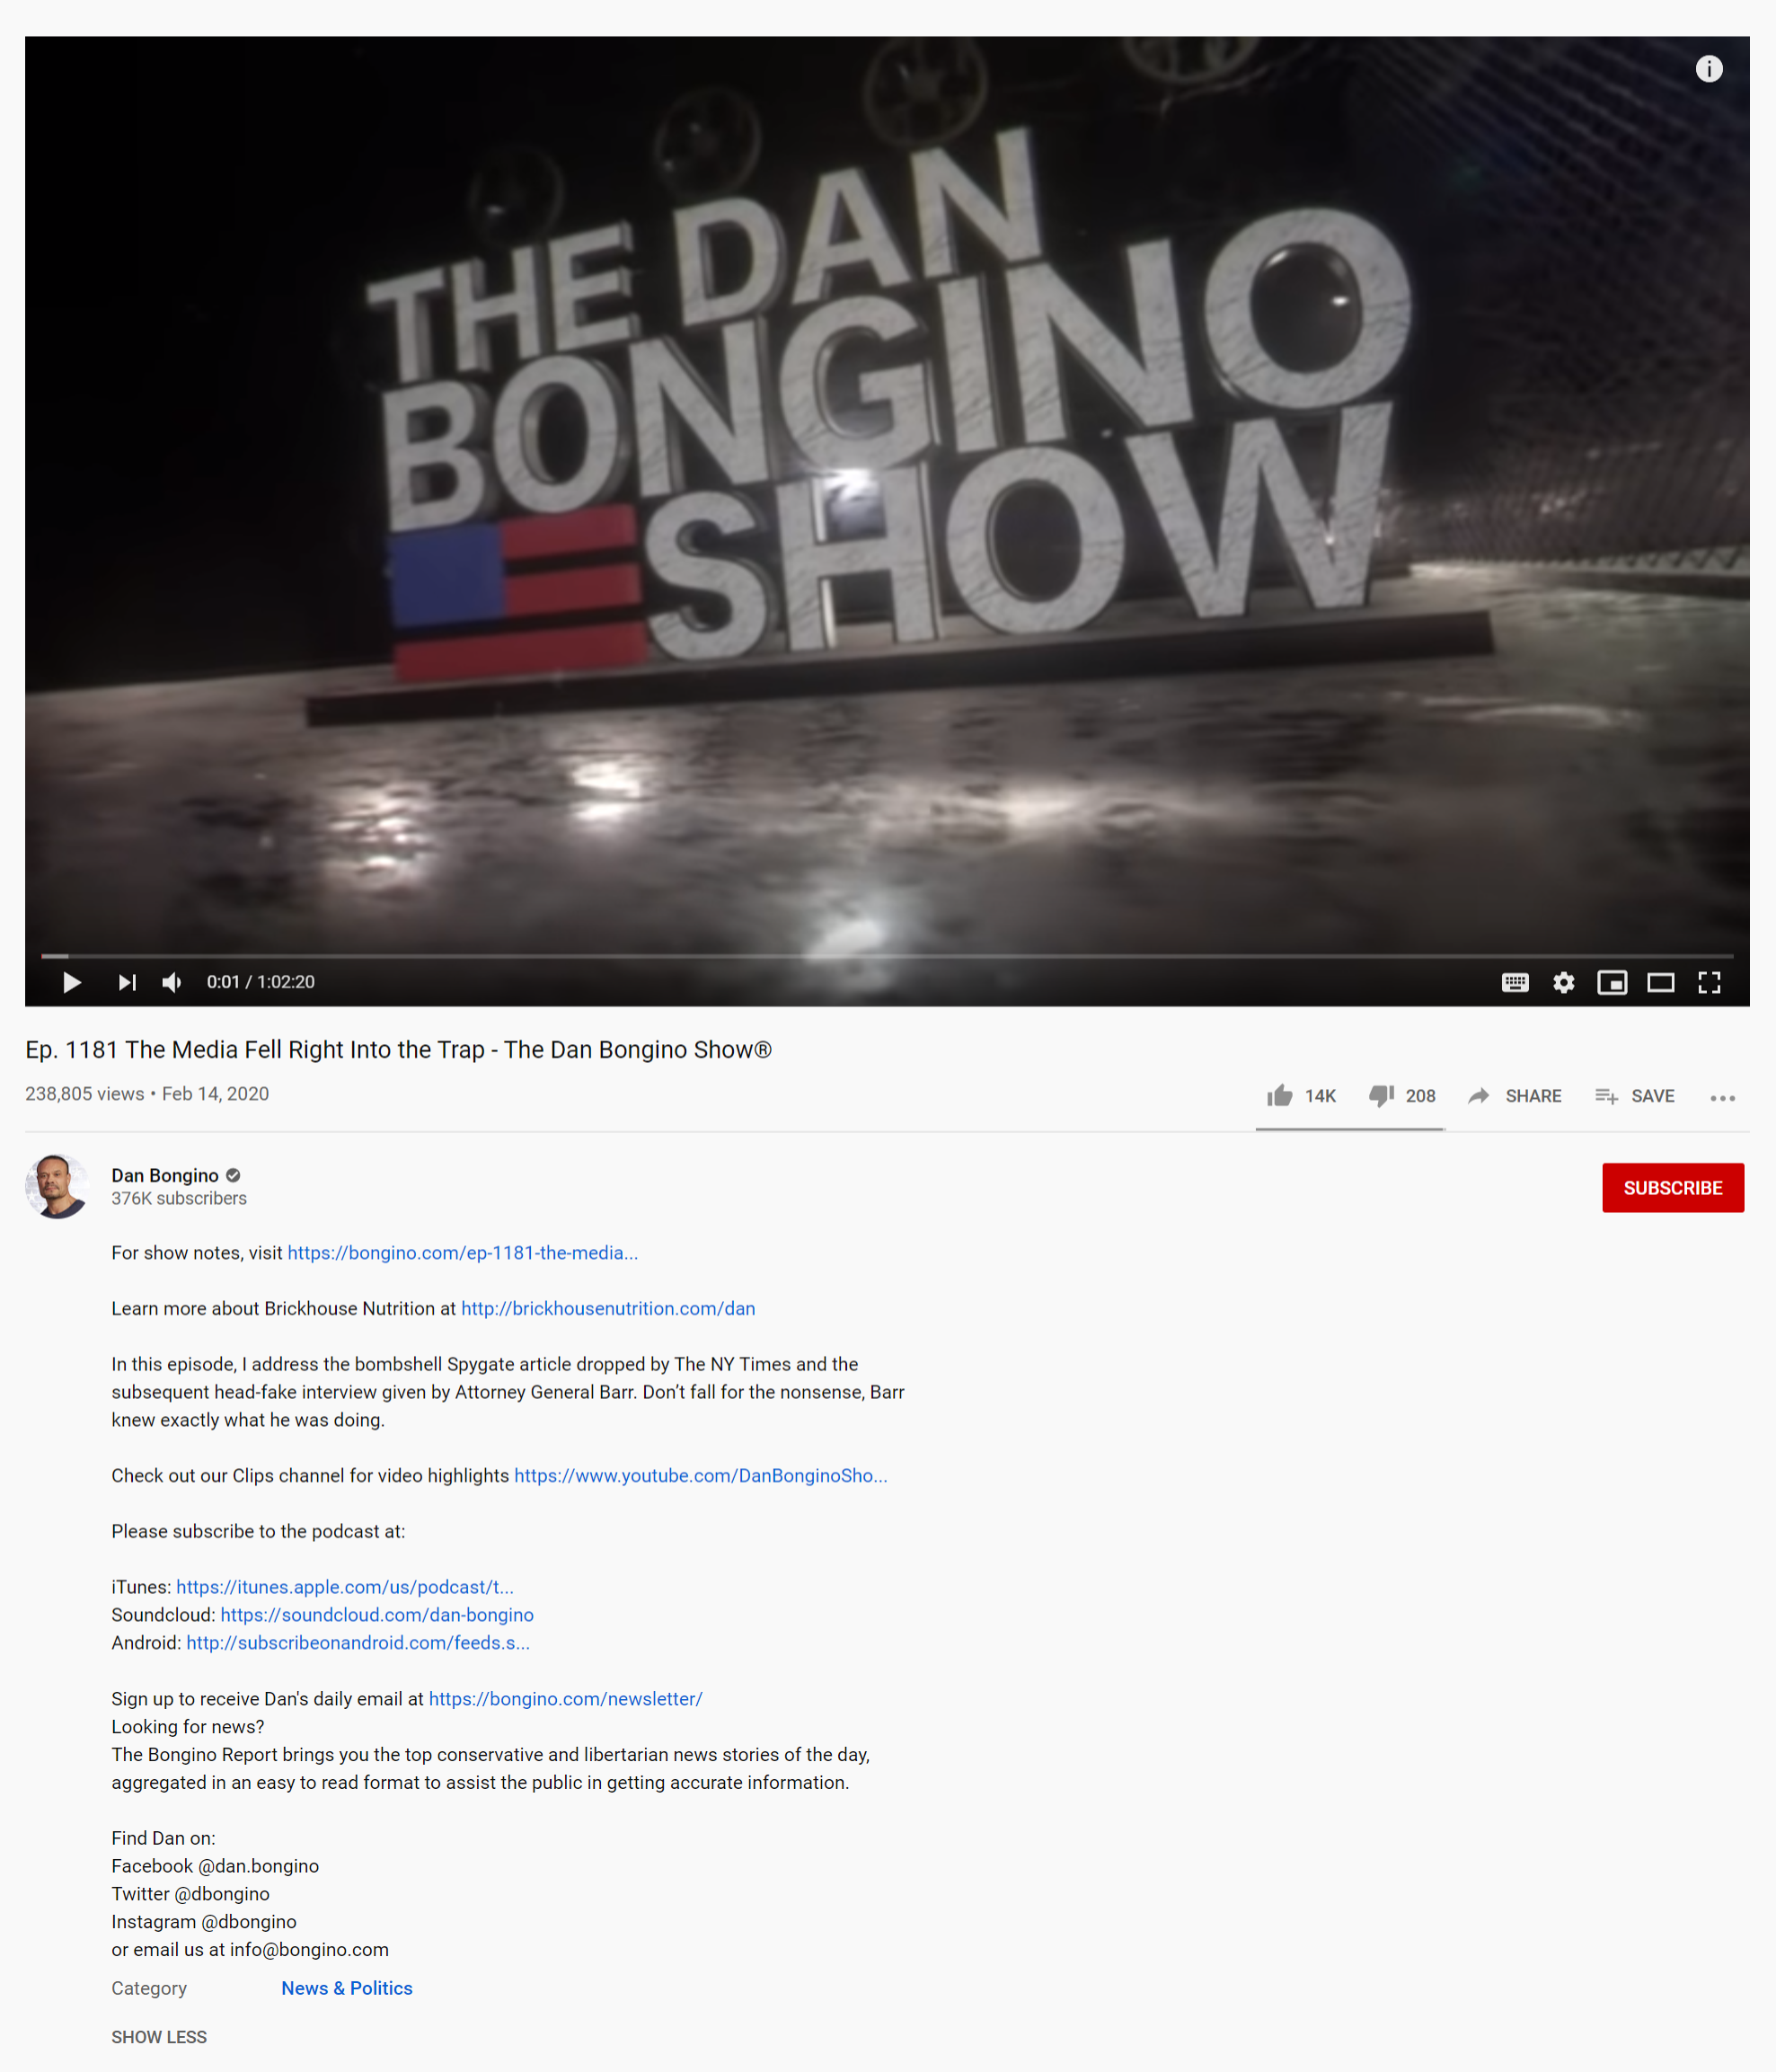 THE DAN
BONGINO
SHOW
0:01 / 1:02:20
Ep. 1181 The Media Fell Right Into the Trap - The Dan Bongino Show®
238,805 views • Feb 14, 2020
14K 208 SHARE SAVE
Dan Bongino
376K subscribers
SUBSCRIBE
For show notes, visit https://bongino.com/ep-1181-the-media...
Learn more about Brickhouse Nutrition at http://brickhousenutrition.com/dan
In this episode, I address the bombshell Spygate article dropped by The NY Times and the
subsequent head-fake interview given by Attorney General Barr. Don’t fall for the nonsense, Barr
knew exactly what he was doing.
Check out our Clips channel for video highlights https://www.youtube.com/DanBonginoSho...
Please subscribe to the podcast at:
iTunes: https://itunes.apple.com/us/podcast/t...
Soundcloud: https://soundcloud.com/dan-bongino
Android: http://subscribeonandroid.com/feeds.s...
Sign up to receive Dan's daily email at https://bongino.com/newsletter/
Looking for news?
The Bongino Report brings you the top conservative and libertarian news stories of the day,
aggregated in an easy to read format to assist the public in getting accurate information.
Find Dan on:
Facebook @dan.bongino
Twitter @dbongino
Instagram @dbongino
or email us at info@bongino.com
Category News & Politics
SHOW LESS